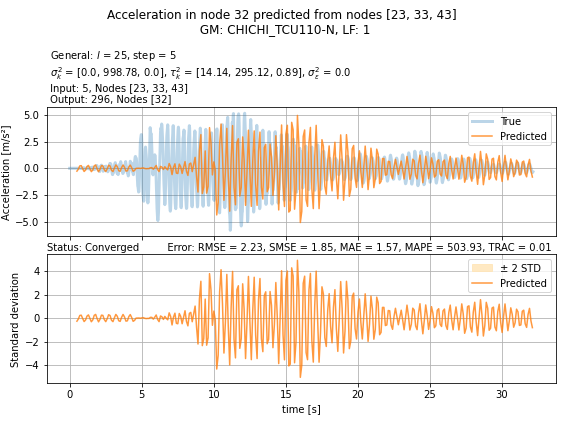 Acceleration in node 32 predicted from nodes [23, 33, 43]
GM: CHICHI_TCU110-N, LF: 1
General: l = 25, step = 5
σ²ₖ = [0.0, 998.78, 0.0], τ²ₖ = [14.14, 295.12, 0.89], σ²ε = 0.0
Input: 5, Nodes [23, 33, 43]
Output: 296, Nodes [32]
Acceleration [m/s²]
5.0
2.5
0.0
−2.5
−5.0
True
Predicted
Status: Converged Error: RMSE = 2.23, SMSE = 1.85, MAE = 1.57, MAPE = 503.93, TRAC = 0.01
Standard deviation
4
2
0
−2
−4
± 2 STD
Predicted
0 5 10 15 20 25 30
time [s]